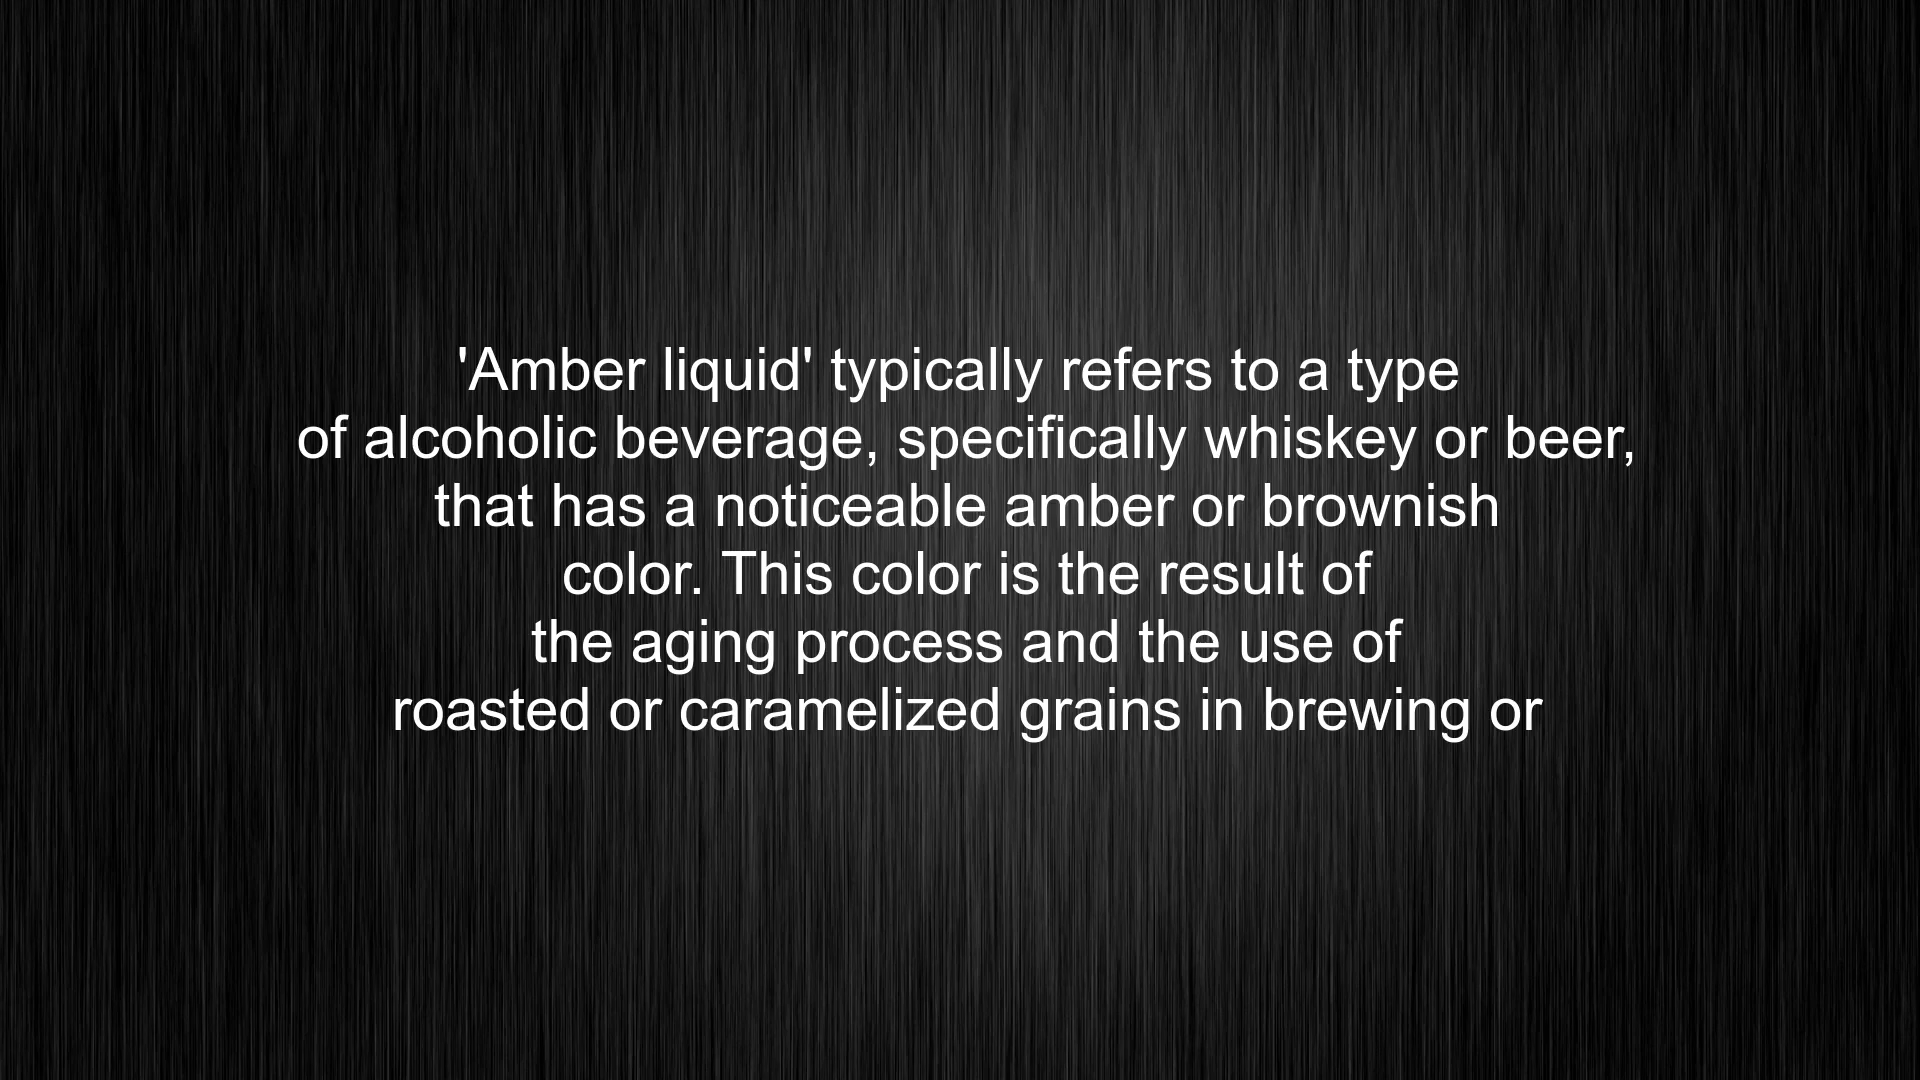 'Amber liquid' typically refers to a type
of alcoholic beverage, specifically whiskey or beer,
that has a noticeable amber or brownish
color. This color is the result of
the aging process and the use of
roasted or caramelized grains in brewing or